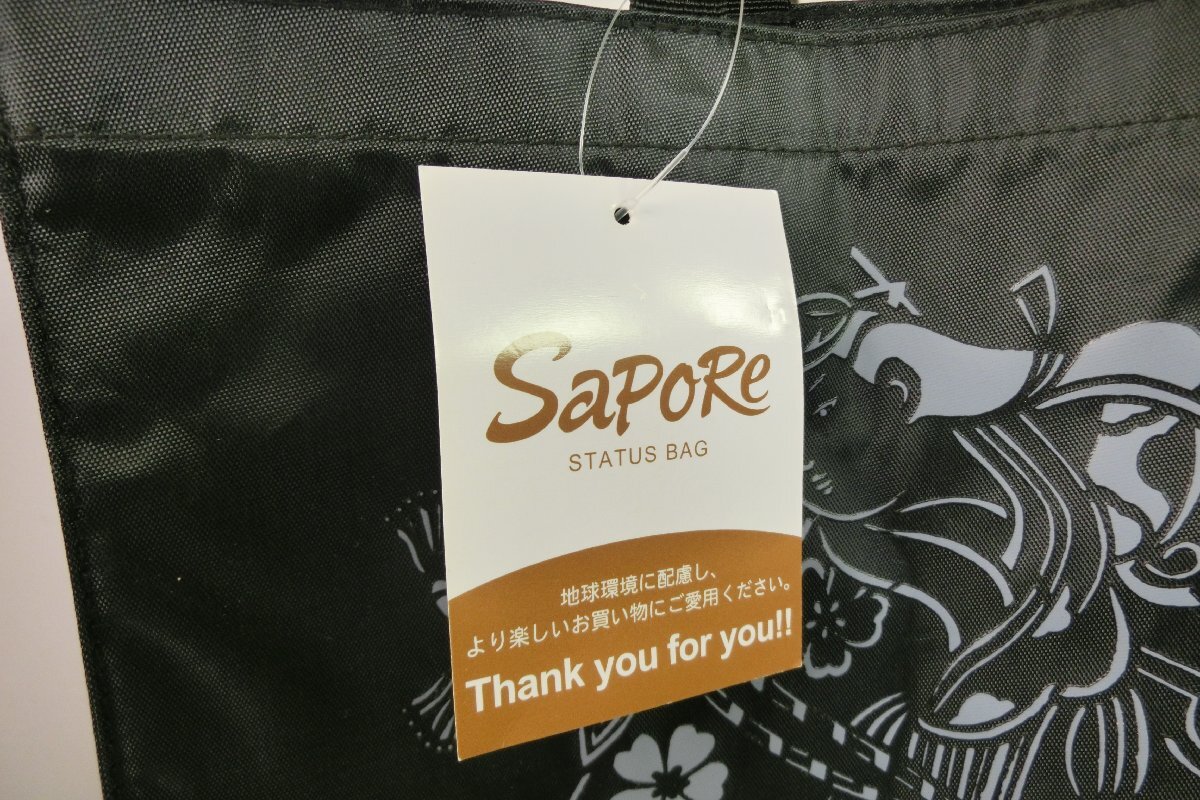 SaPoRe
STATUS BAG
地球環境に配慮し、
より楽しいお買い物にご愛用ください。
Thank you for you!!